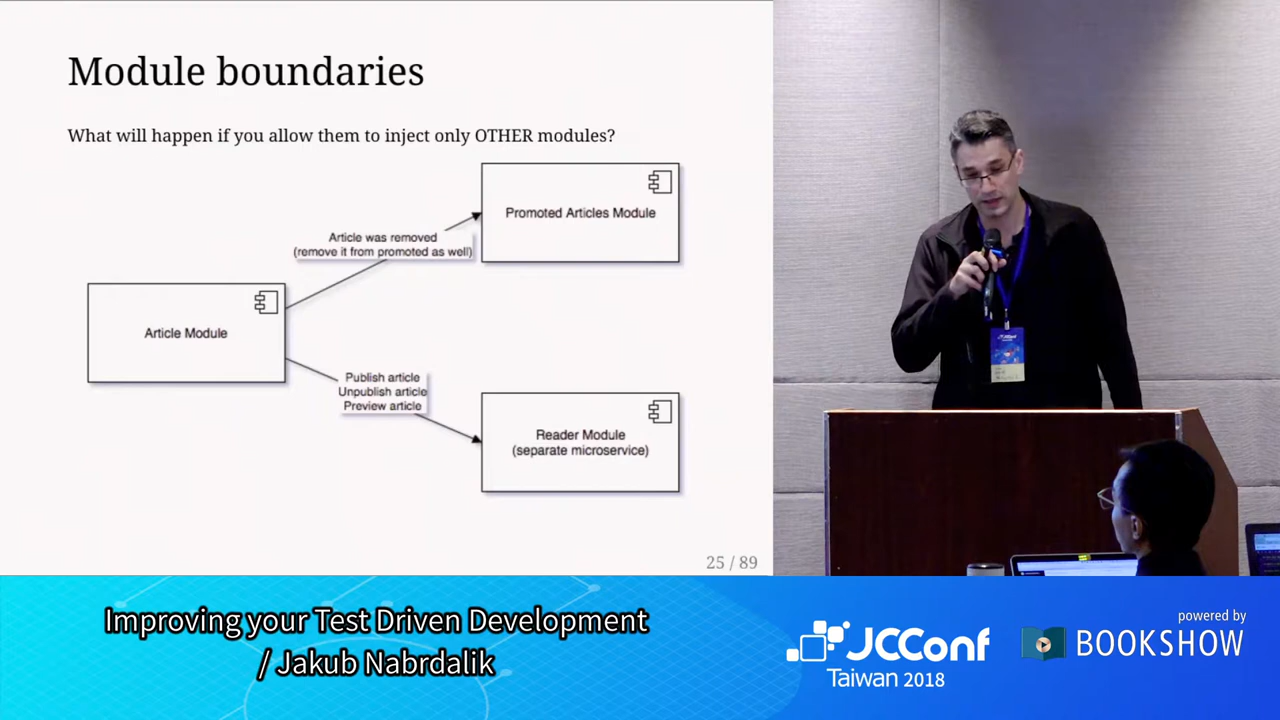 Module boundaries
What will happen if you allow them to inject only OTHER modules?
Promoted Articles Module
Article was removed
(remove it from promoted as well)
Article Module
Publish article
Unpublish article
Preview article
Reader Module
(separate microservice)
25 / 89
Improving your Test Driven Development
/ Jakub Nabrdalik
JCConf
Taiwan 2018
powered by
BOOKSHOW